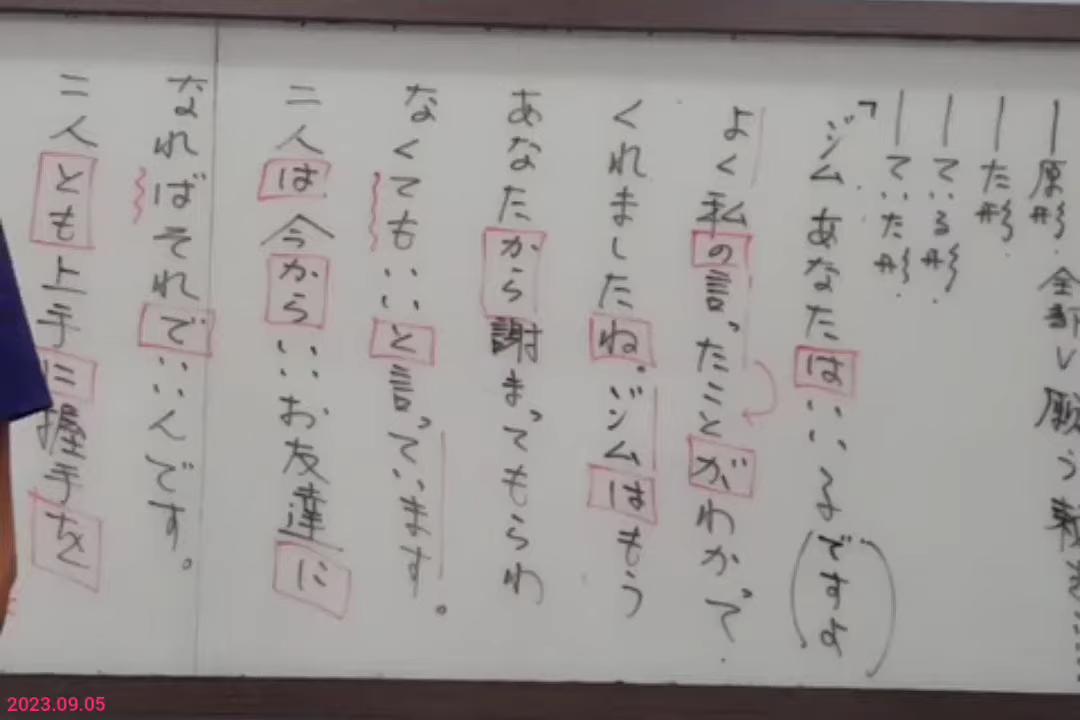 原形 全部
た形
ている形
ていた形
「ジムあなたはいい子(ですよ)
よく私の言ったことがわかって
くれましたね。ジムはもう
あなたから謝まってもらわ
なくてもいいと言っています。
二人は今からいいお友達に
なればそれでいいんです。
二人とも上手に握手を
2023.09.05